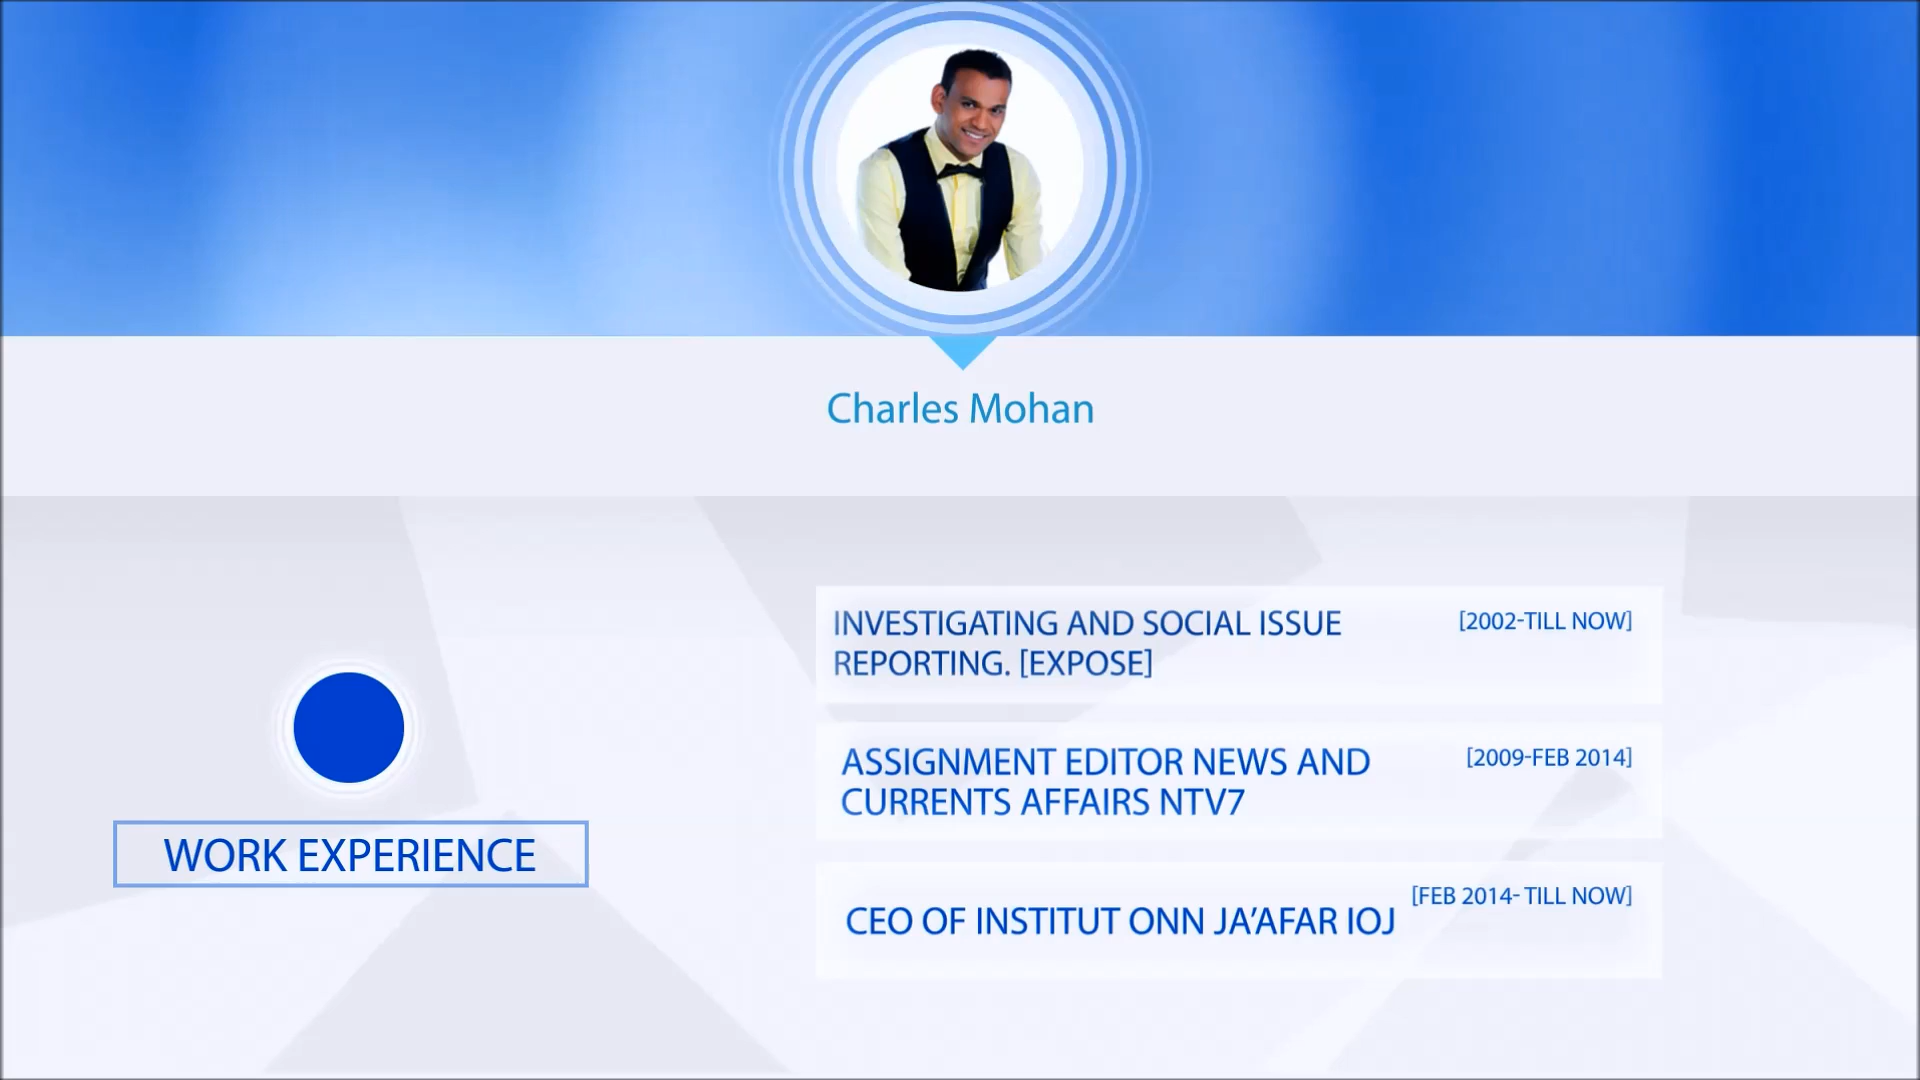 Charles Mohan
INVESTIGATING AND SOCIAL ISSUE
REPORTING. [EXPOSE]
[2002-TILL NOW]
ASSIGNMENT EDITOR NEWS AND
CURRENTS AFFAIRS NTV7
[2009-FEB 2014]
WORK EXPERIENCE
CEO OF INSTITUT ONN JA’AFAR IOJ
[FEB 2014- TILL NOW]